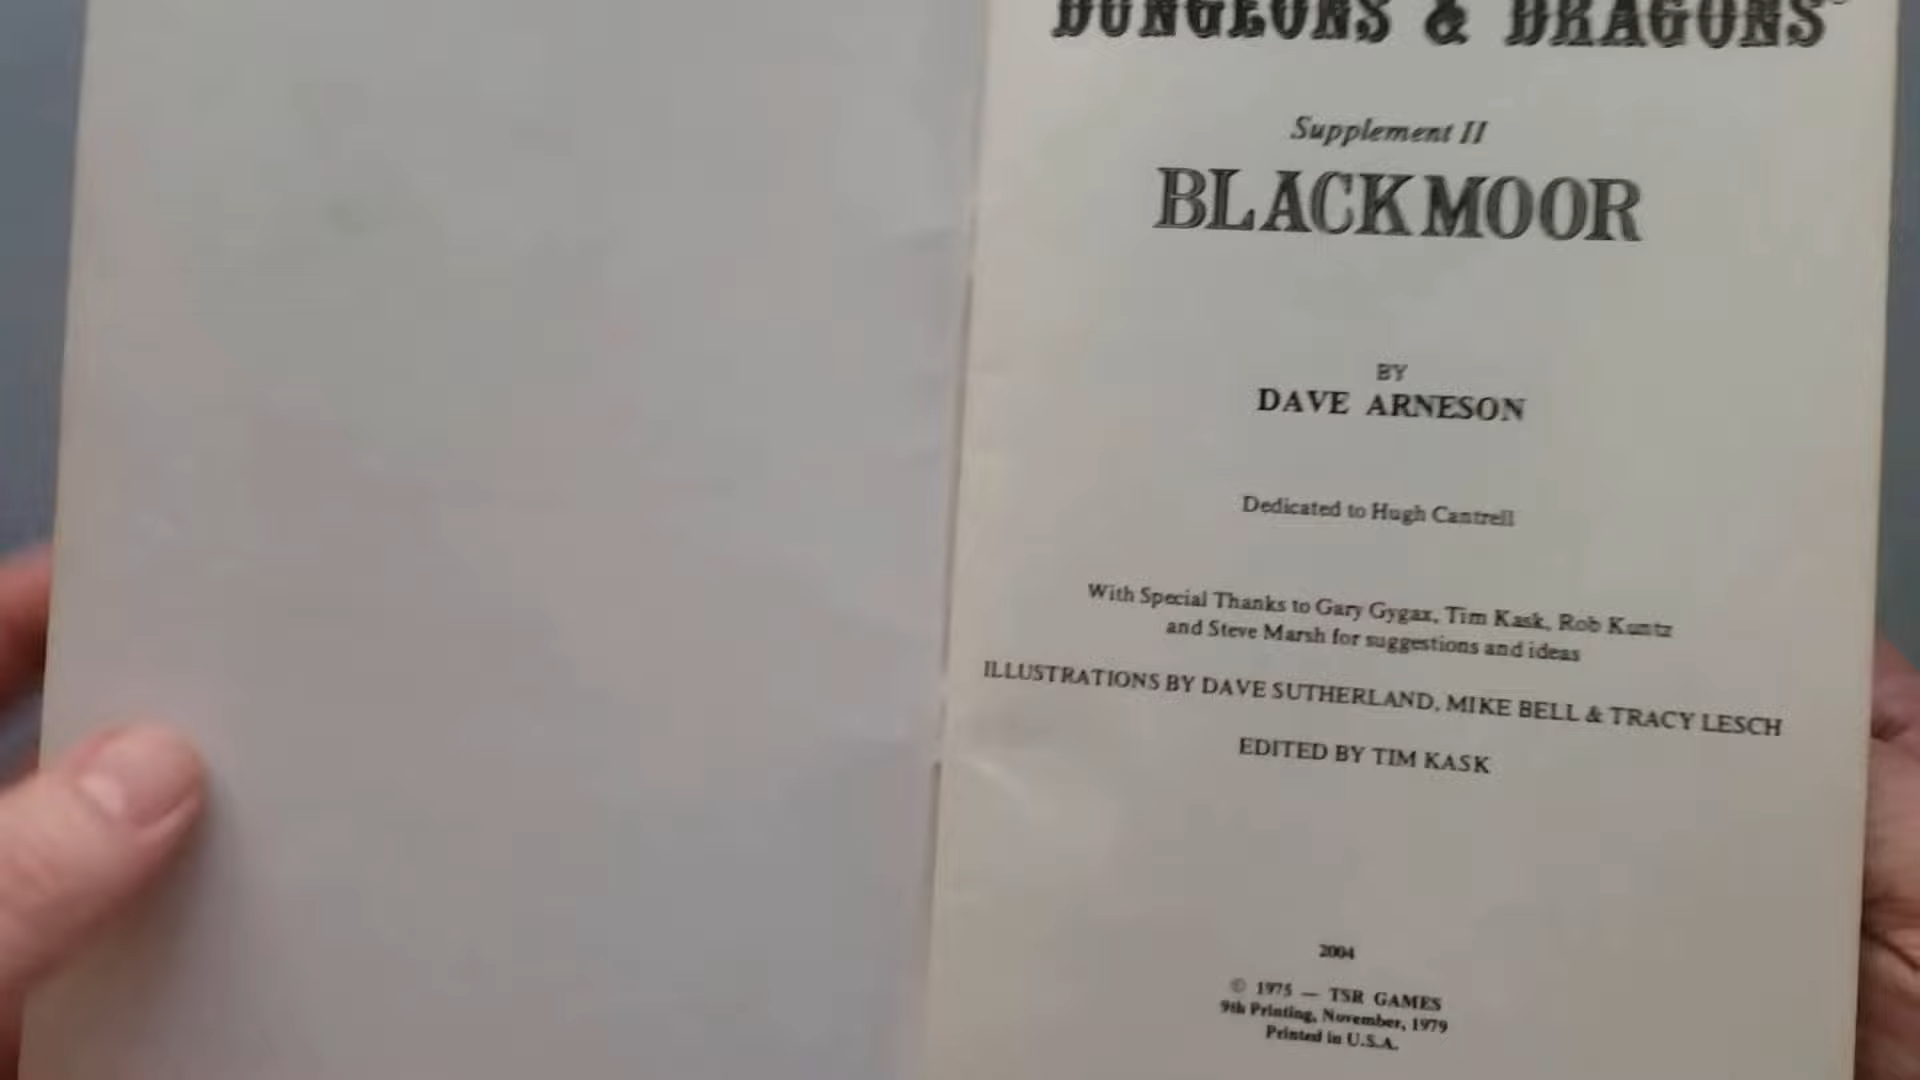 DUNGEONS & DRAGONS
Supplement II
BLACKMOOR
BY
DAVE ARNESON
Dedicated to Hugh Cantrell
With Special Thanks to Gary Gygax, Tim Kask, Rob Kuntz
and Steve Marsh for suggestions and ideas
ILLUSTRATIONS BY DAVE SUTHERLAND, MIKE BELL & TRACY LESCH
EDITED BY TIM KASK
2004
© 1975 — TSR GAMES
9th Printing, November, 1979
Printed in U.S.A.